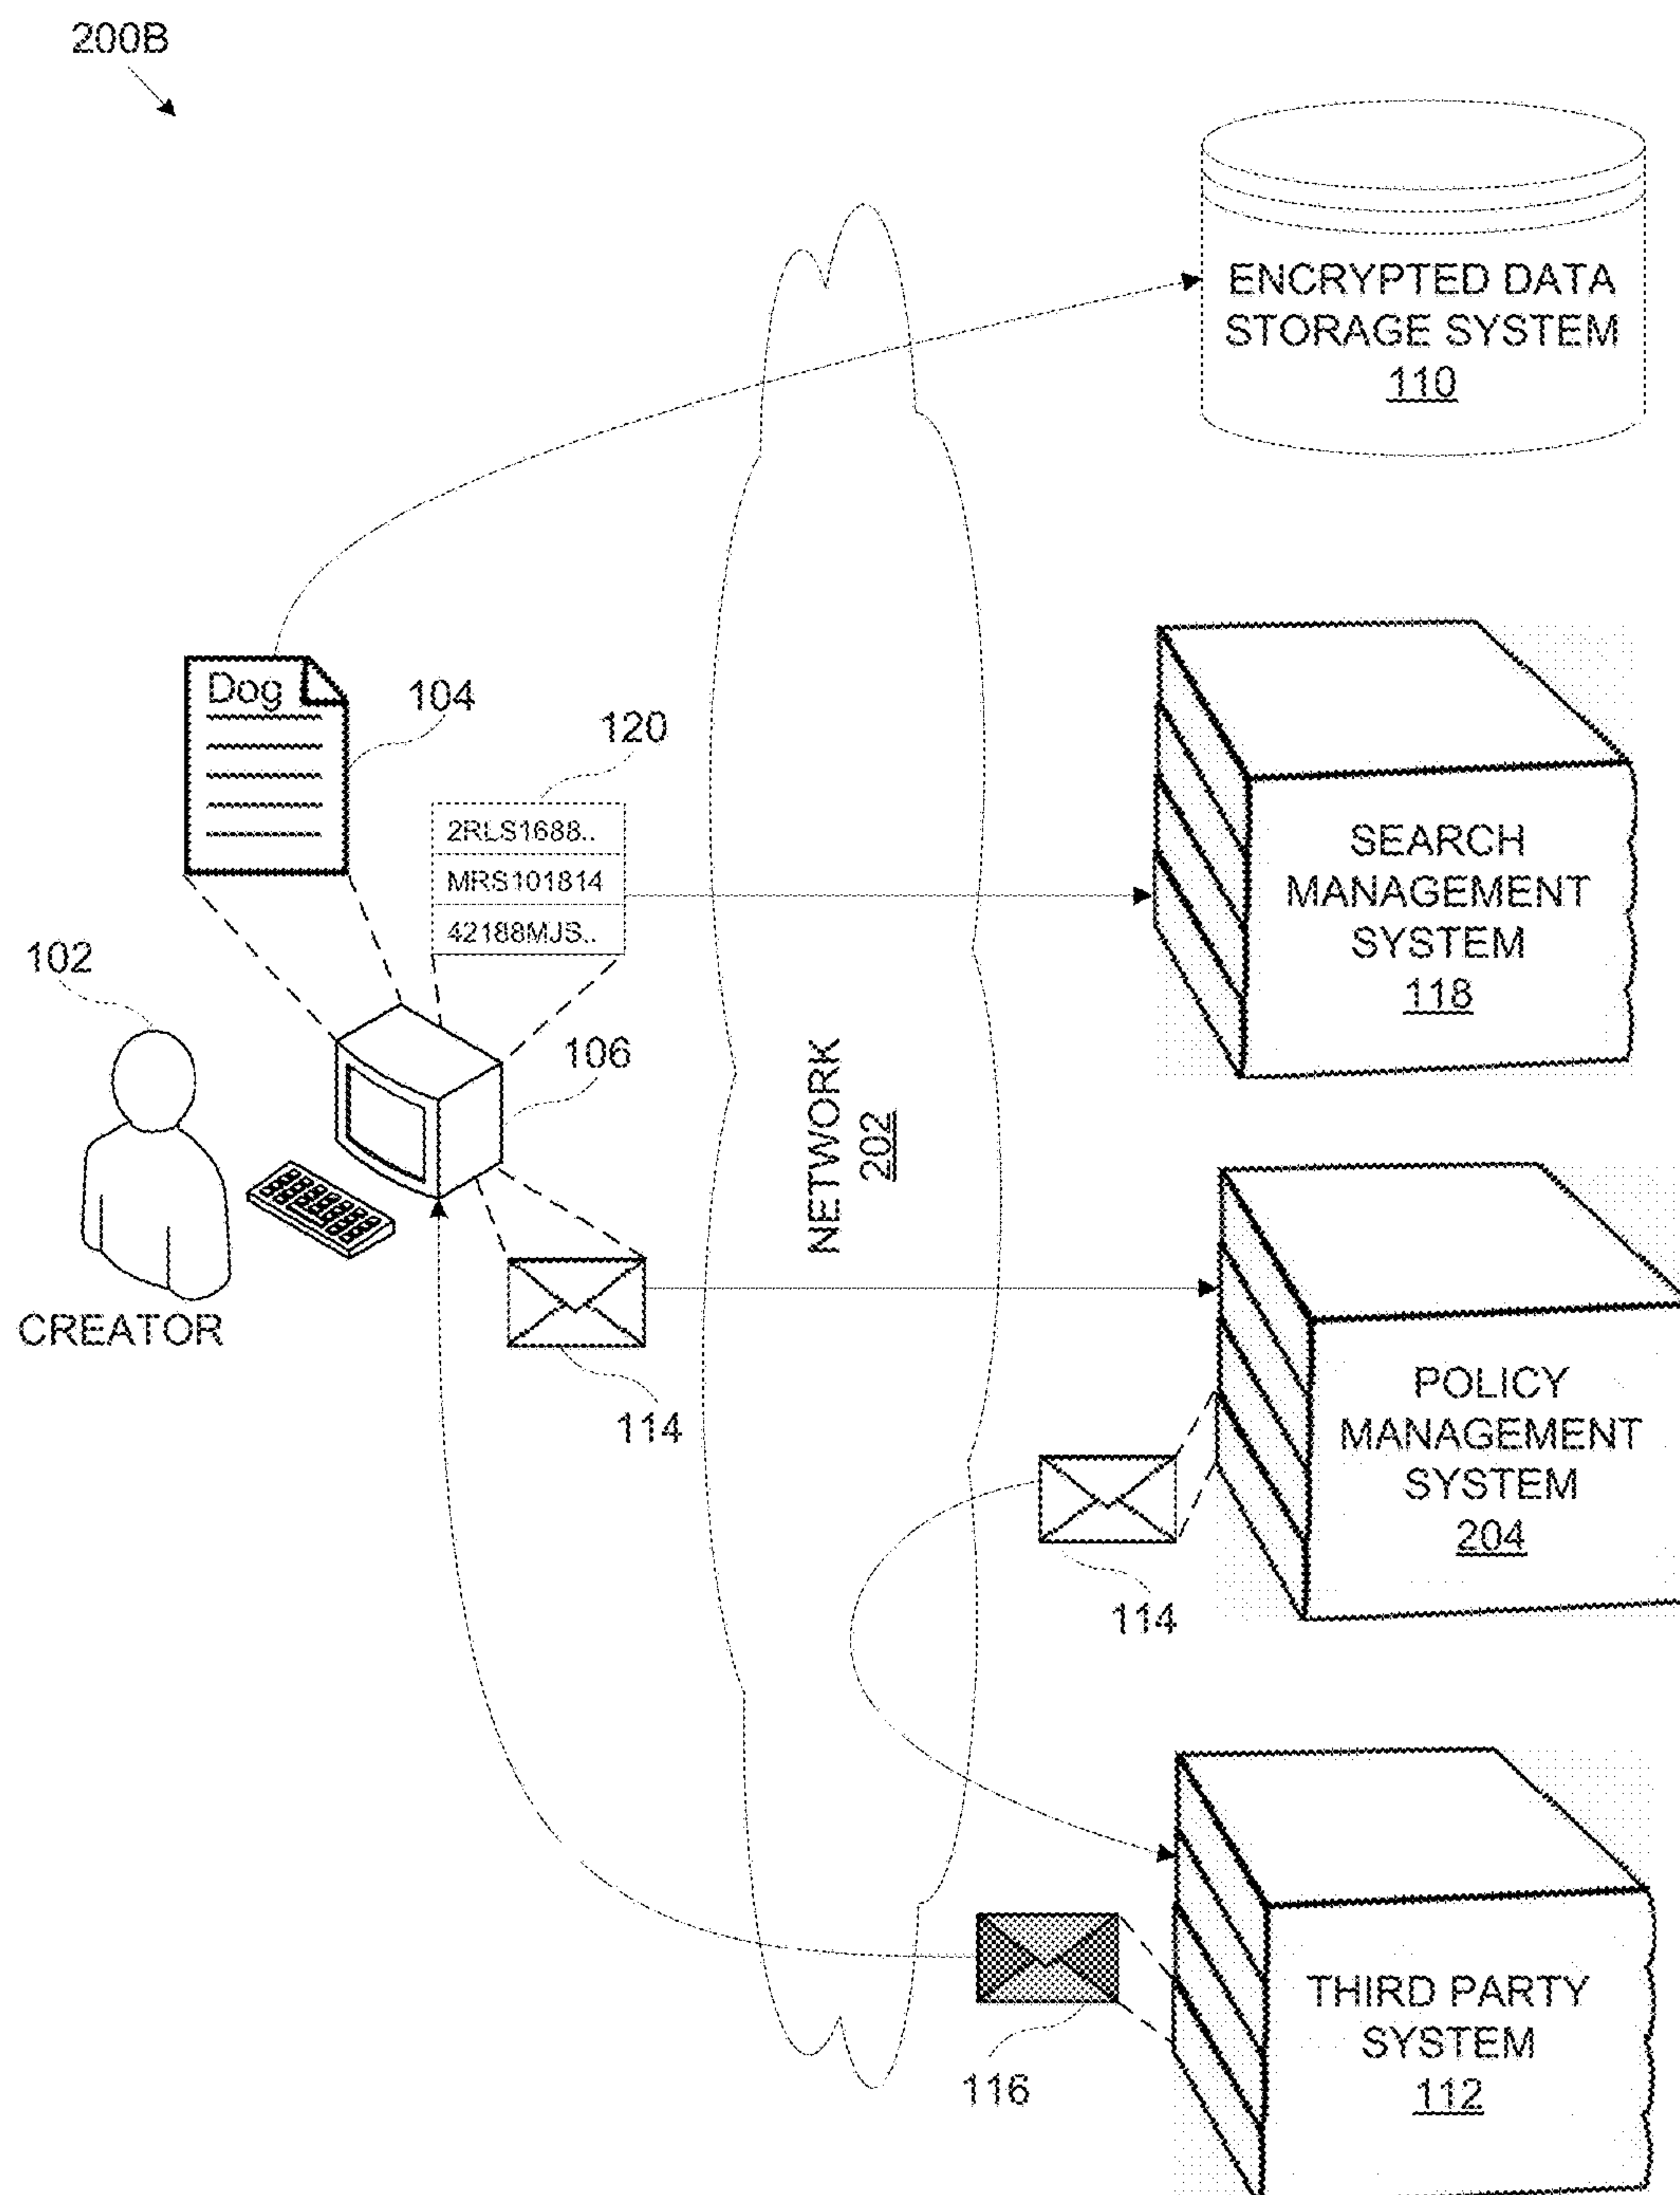 200B
ENCRYPTED DATA
STORAGE SYSTEM
110
Dog
104
120
2RLS1688..
MRS101814
42188MJS..
SEARCH
MANAGEMENT
SYSTEM
118
102
106
NETWORK
202
CREATOR
114
POLICY
MANAGEMENT
SYSTEM
204
114
THIRD PARTY
SYSTEM
112
116